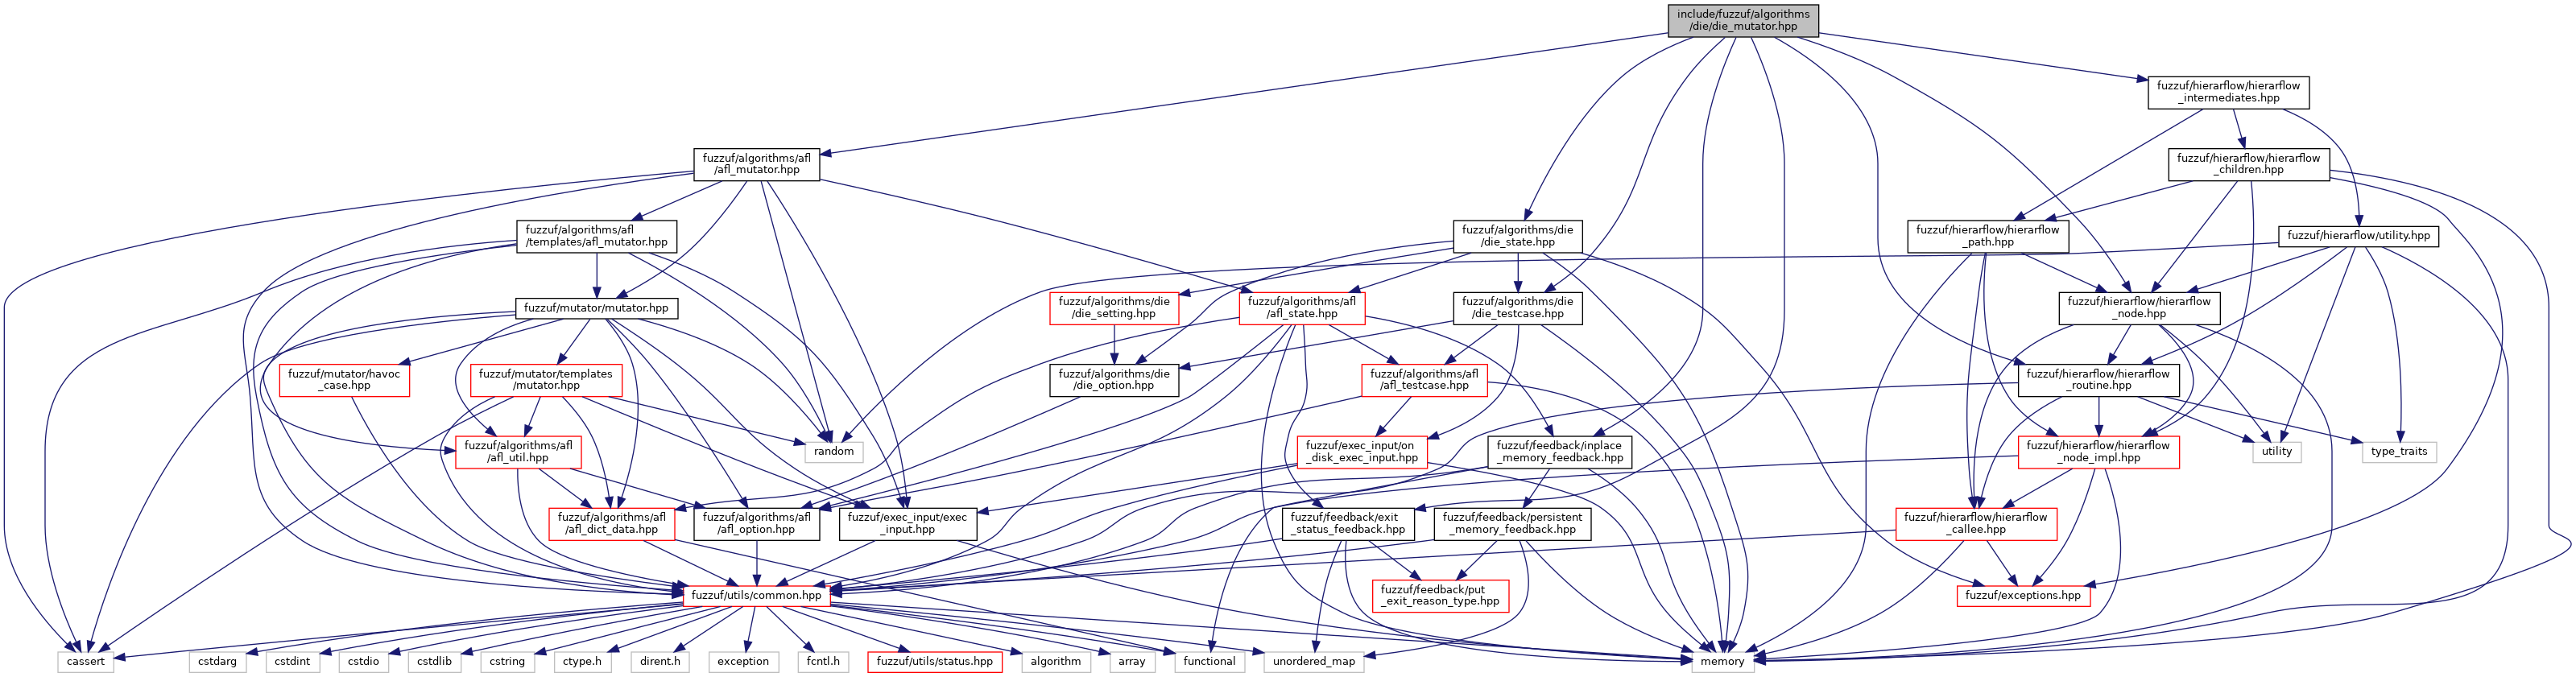 include/fuzzuf/algorithms
/die/die_mutator.hpp
fuzzuf/hierarflow/hierarflow
_intermediates.hpp
fuzzuf/algorithms/afl
/afl_mutator.hpp
fuzzuf/hierarflow/hierarflow
_children.hpp
fuzzuf/algorithms/afl
/templates/afl_mutator.hpp
fuzzuf/algorithms/die
/die_state.hpp
fuzzuf/hierarflow/hierarflow
_path.hpp
fuzzuf/hierarflow/utility.hpp
fuzzuf/mutator/mutator.hpp
fuzzuf/algorithms/die
/die_setting.hpp
fuzzuf/algorithms/afl
/afl_state.hpp
fuzzuf/algorithms/die
/die_testcase.hpp
fuzzuf/hierarflow/hierarflow
_node.hpp
fuzzuf/mutator/havoc
_case.hpp
fuzzuf/mutator/templates
/mutator.hpp
fuzzuf/algorithms/die
/die_option.hpp
fuzzuf/algorithms/afl
/afl_testcase.hpp
fuzzuf/hierarflow/hierarflow
_routine.hpp
fuzzuf/algorithms/afl
/afl_util.hpp
random
fuzzuf/exec_input/on
_disk_exec_input.hpp
fuzzuf/feedback/inplace
_memory_feedback.hpp
fuzzuf/hierarflow/hierarflow
_node_impl.hpp
utility
type_traits
fuzzuf/algorithms/afl
/afl_dict_data.hpp
fuzzuf/algorithms/afl
/afl_option.hpp
fuzzuf/exec_input/exec
_input.hpp
fuzzuf/feedback/exit
_status_feedback.hpp
fuzzuf/feedback/persistent
_memory_feedback.hpp
fuzzuf/hierarflow/hierarflow
_callee.hpp
fuzzuf/utils/common.hpp
fuzzuf/feedback/put
_exit_reason_type.hpp
fuzzuf/exceptions.hpp
cassert
cstdarg
cstdint
cstdio
cstdlib
cstring
ctype.h
dirent.h
exception
fcntl.h
fuzzuf/utils/status.hpp
algorithm
array
functional
unordered_map
memory